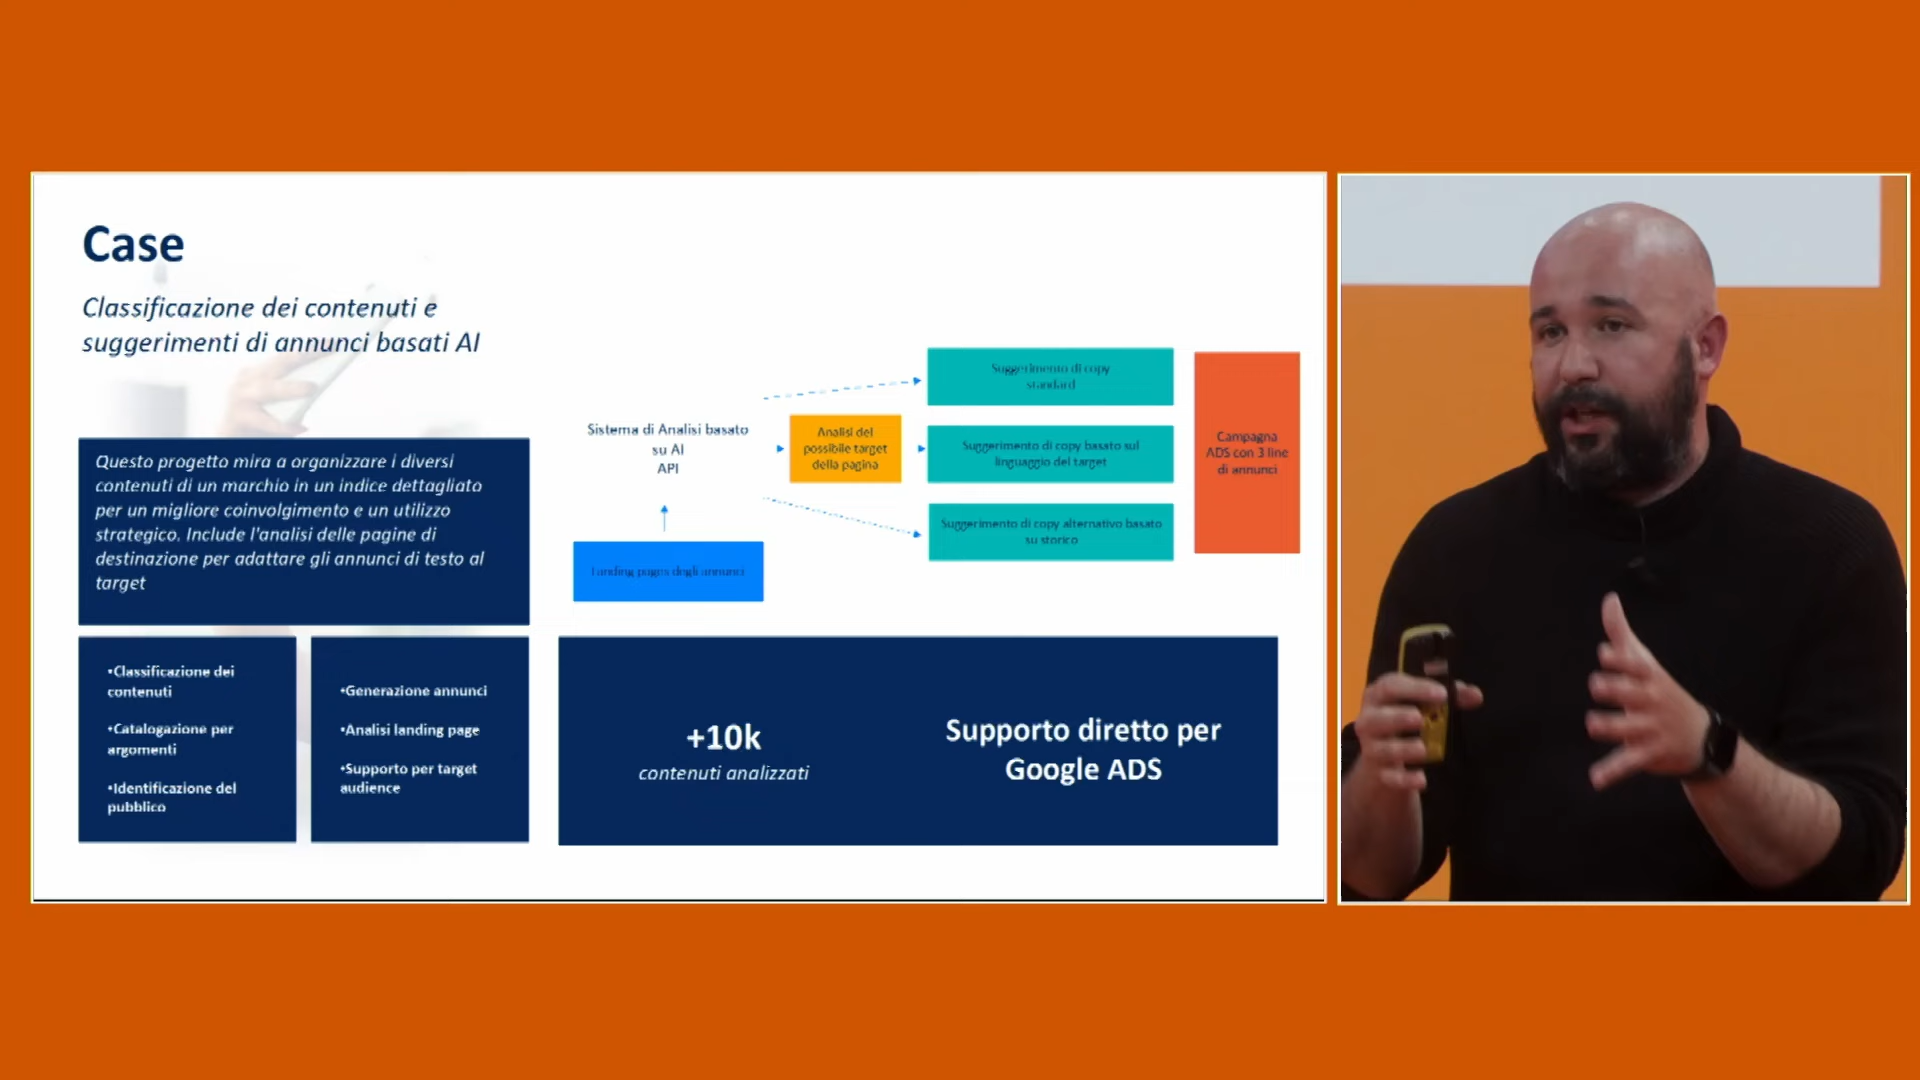 Case
Classificazione dei contenuti e
suggerimenti di annunci basati AI
Questo progetto mira a organizzare i diversi
contenuti di un marchio in un indice dettagliato
per un migliore coinvolgimento e un utilizzo
strategico. Include l'analisi delle pagine di
destinazione per adattare gli annunci di testo al
target
•Classificazione dei
contenuti
•Catalogazione per
argomenti
•Identificazione del
pubblico
•Generazione annunci
•Analisi landing page
•Supporto per target
audience
Sistema di Analisi basato
su AI
API
Landing pages degli annunci
Analisi del
possibile target
della pagina
Suggerimento di copy
standard
Suggerimento di copy basato sul
linguaggio del target
Suggerimento di copy alternativo basato
su storico
Campagna
ADS con 3 line
di annunci
+10k
contenuti analizzati
Supporto diretto per
Google ADS